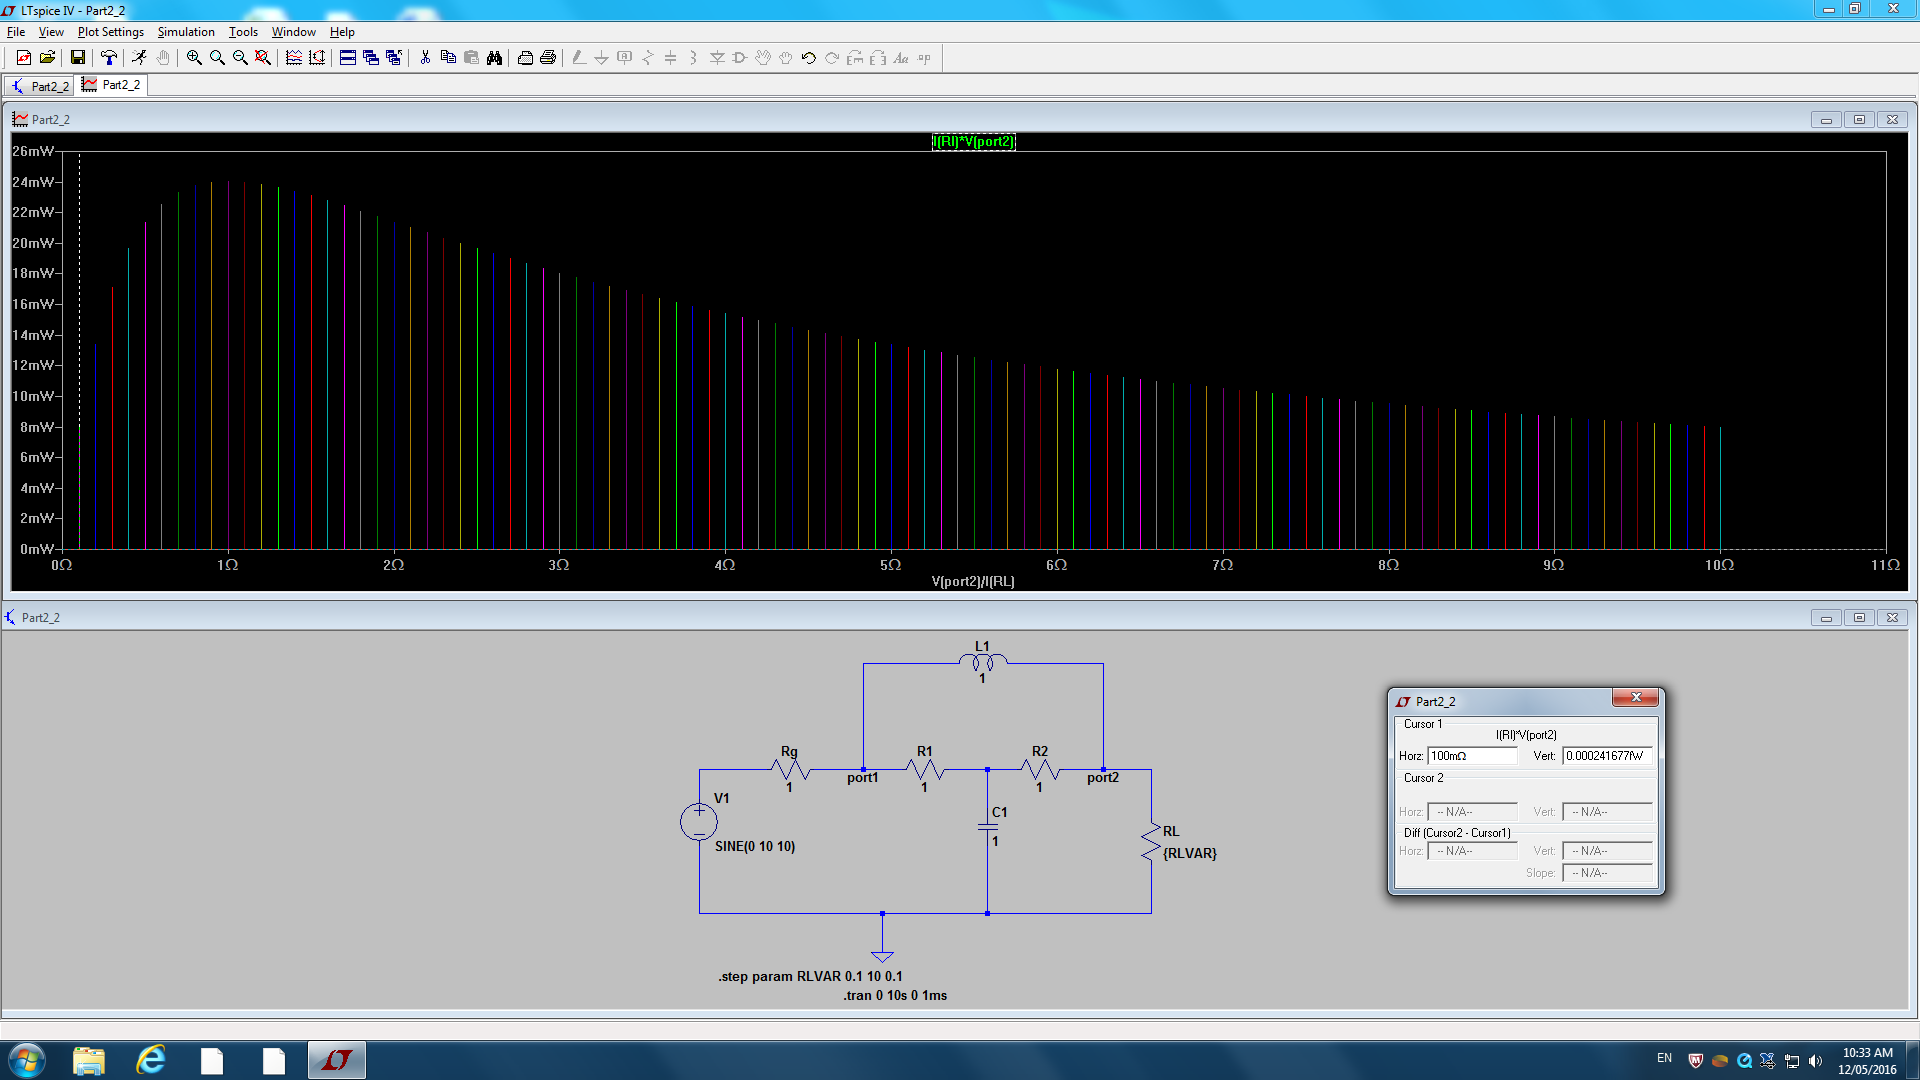 LTspice IV - Part2_2
File View Plot Settings Simulation Tools Window Help
Part2_2 Part2_2
Part2_2
I(Rl)*V(port2)
26mW
24mW
22mW
20mW
18mW
16mW
14mW
12mW
10mW
8mW
6mW
4mW
2mW
0mW
0Ω 1Ω 2Ω 3Ω 4Ω 5Ω 6Ω 7Ω 8Ω 9Ω 10Ω 11Ω
V(port2)/I(RL)
Part2_2
L1
1
Rg R1 R2
port1 port2
1 1 1
V1
C1
SINE(0 10 10)
1
RL
{RLVAR}
.step param RLVAR 0.1 10 0.1
.tran 0 10s 0 1ms
Part2_2
Cursor 1
I(Rl)*V(port2)
Horz: 100mΩ Vert: 0.000241677fW
Cursor 2
Horz: -- N/A-- Vert: -- N/A--
Diff (Cursor2 - Cursor1)
Horz: -- N/A-- Vert: -- N/A--
Slope: -- N/A--
EN
10:33 AM
12/05/2016